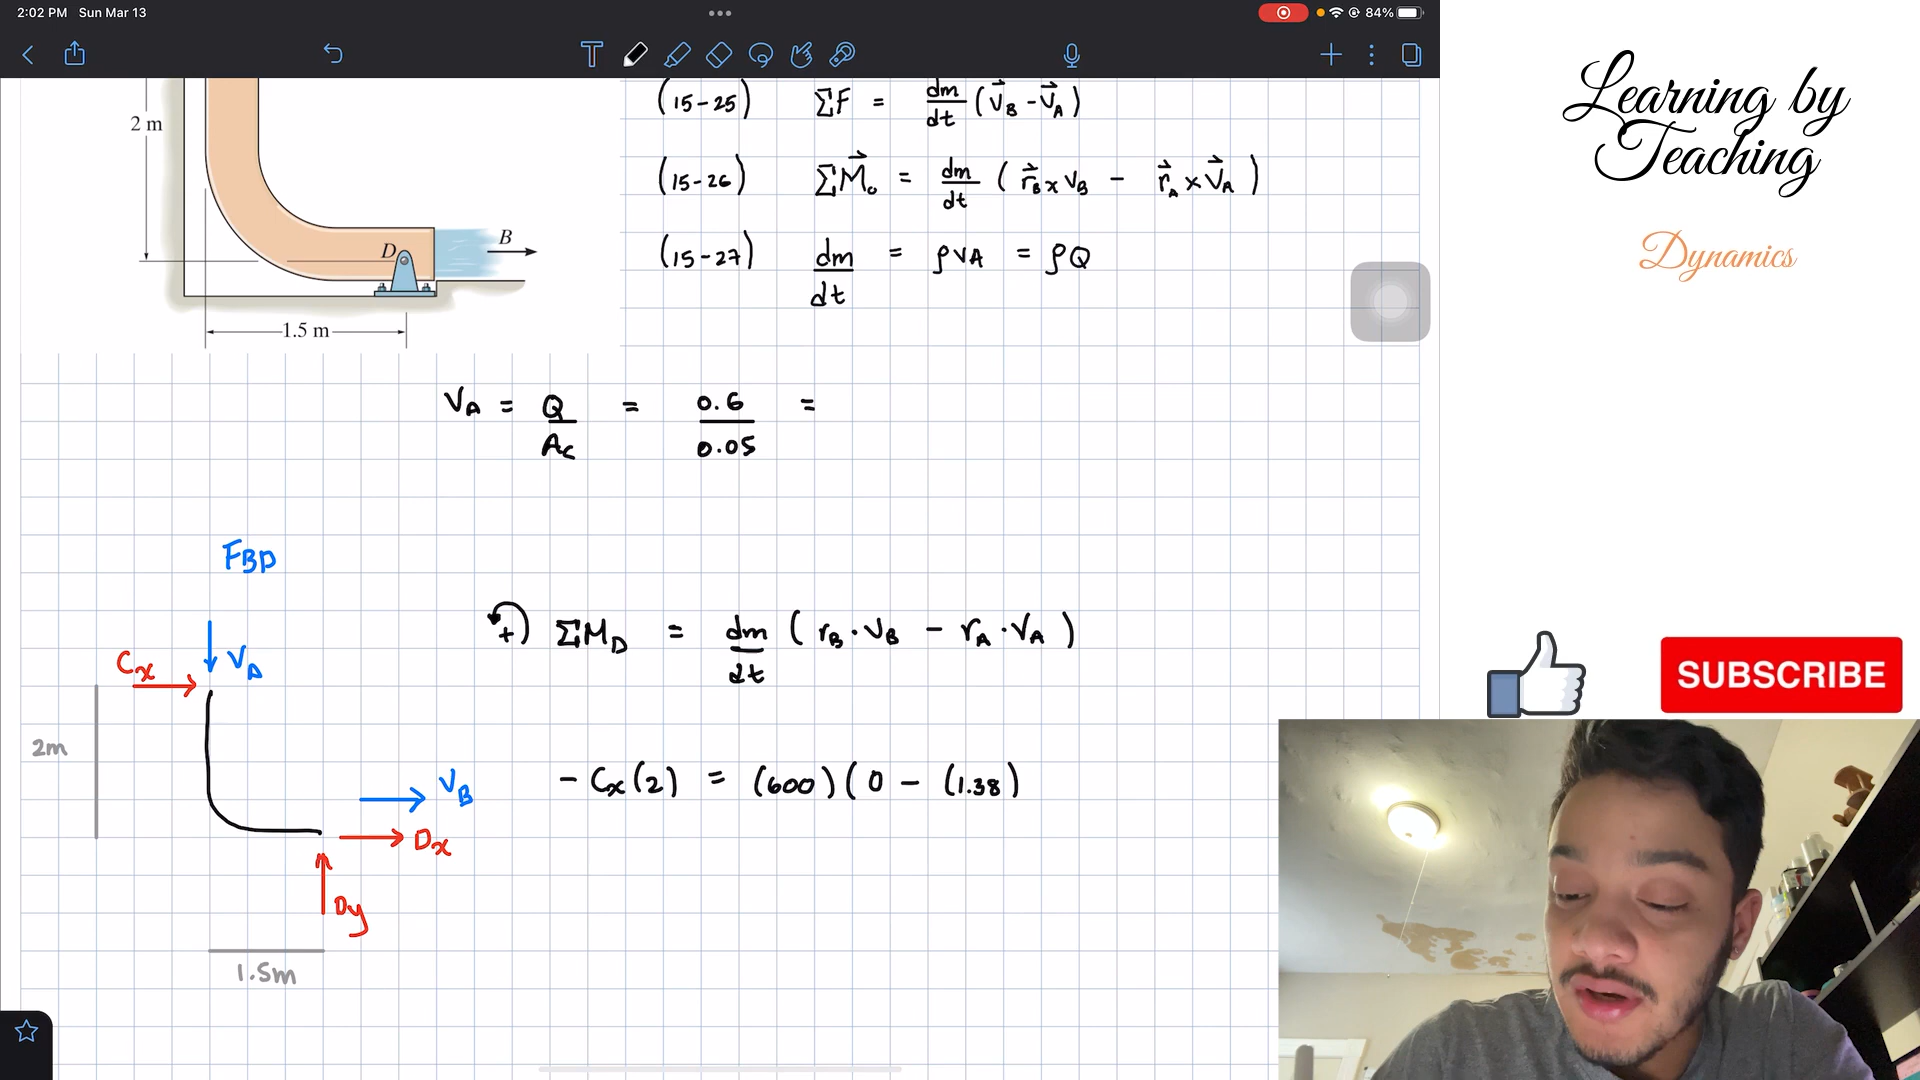 2:02 PM Sun Mar 13
84%
Learning by
Teaching
Dynamics
2 m
D
B
1.5 m
(15-25) ΣF = dm/dt (V⃗B - V⃗A)
(15-26) ΣM⃗o = dm/dt ( r⃗B x VB - r⃗A x V⃗A )
(15-27) dm/dt = ρVA = ρQ
VA = Q/Ac = 0.6/0.05 =
FBD
+) ΣMD = dm/dt ( rB · VB - rA · VA )
Cx
VA
2m
VB
Dx
Dy
1.5m
- Cx (2) = (600) ( 0 - (1.38)
SUBSCRIBE